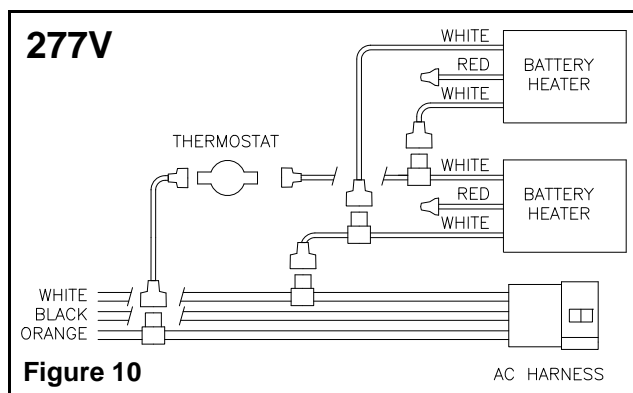 277V
WHITE
RED
WHITE
BATTERY
HEATER
THERMOSTAT
WHITE
RED
WHITE
BATTERY
HEATER
WHITE
BLACK
ORANGE
Figure 10
AC HARNESS